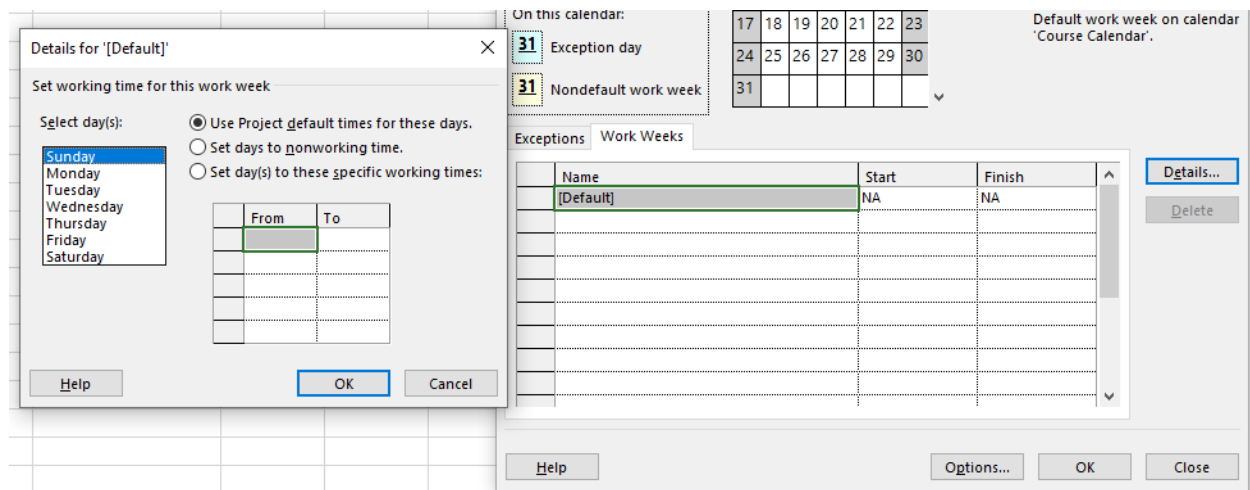 Details for '[Default]'
Set working time for this work week
Select day(s):
Sunday
Monday
Tuesday
Wednesday
Thursday
Friday
Saturday
Use Project default times for these days.
Set days to nonworking time.
Set day(s) to these specific working times:
From To
Help OK Cancel
On this calendar:
31 Exception day
31 Nondefault work week
17 18 19 20 21 22 23
24 25 26 27 28 29 30
31
Default work week on calendar
'Course Calendar'.
Exceptions Work Weeks
Name Start Finish
[Default] NA NA
Details...
Delete
Help Options... OK Close